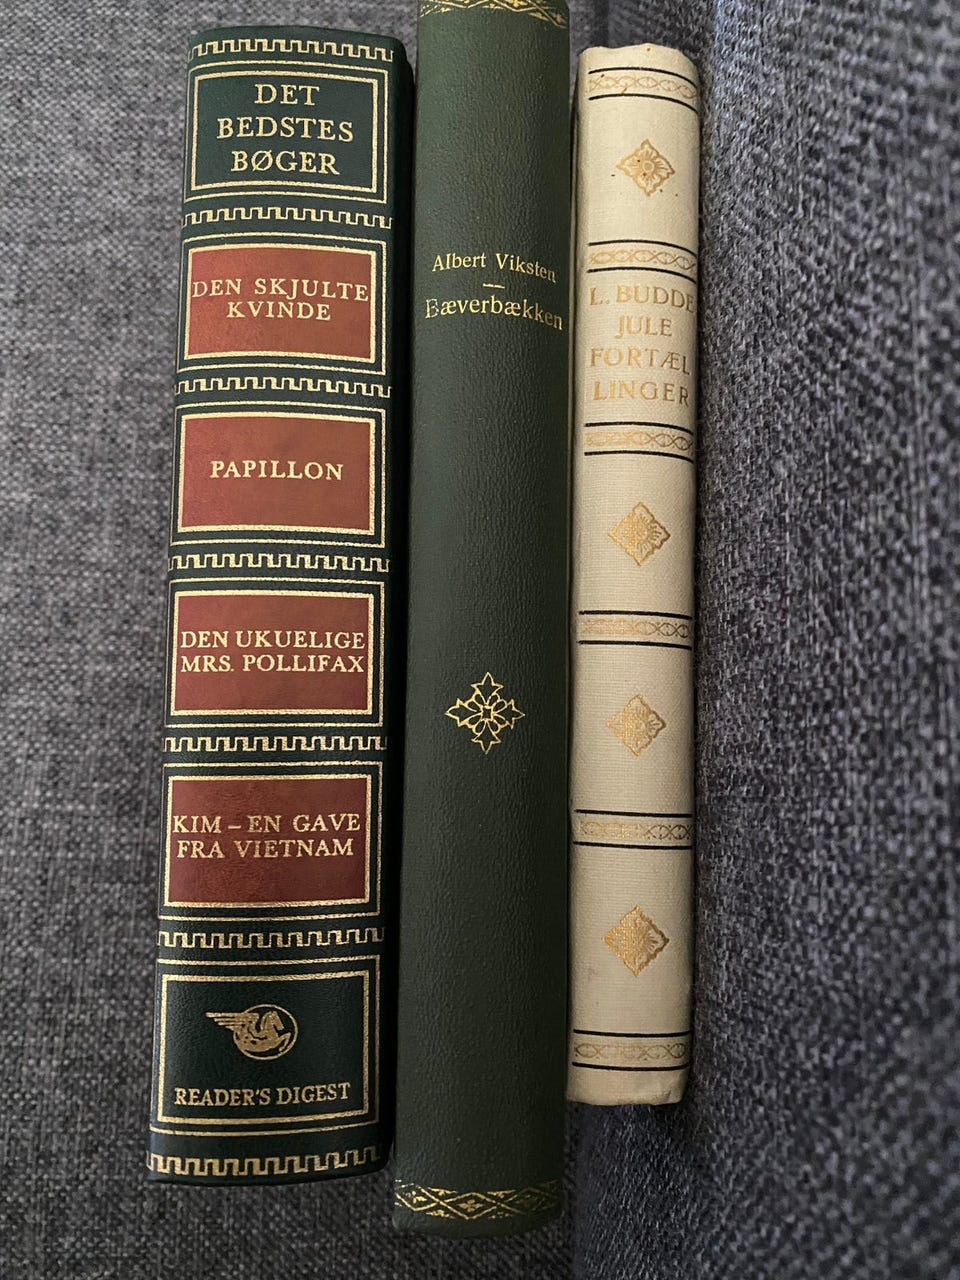 DET
BEDSTES
BØGER
DEN SKJULTE
KVINDE
PAPILLON
DEN UKUELIGE
MRS. POLLIFAX
KIM – EN GAVE
FRA VIETNAM
READER'S DIGEST
Albert Viksten
Bæverbækken
L. BUDDE
JULE
FORTÆL
LINGER